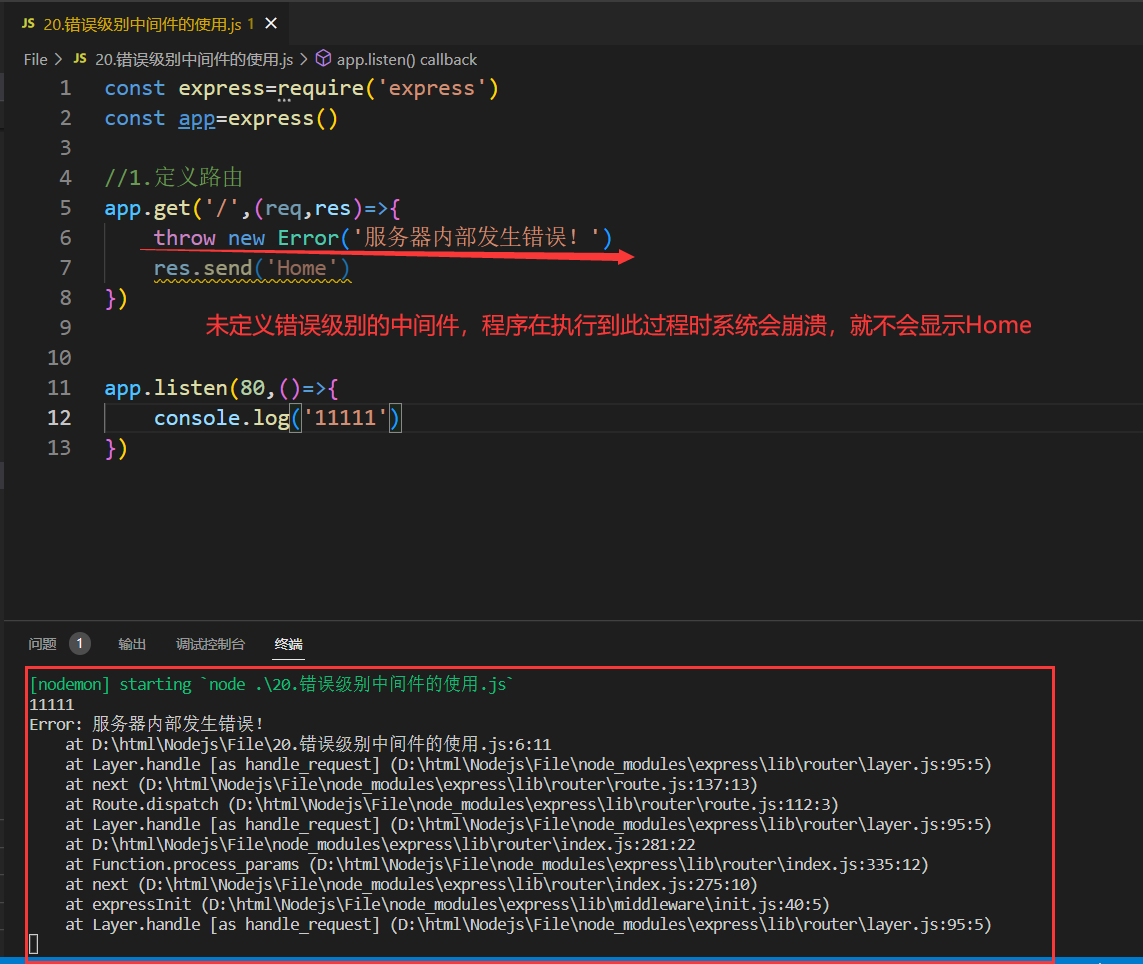 JS 20.错误级别中间件的使用.js 1 ×
File > JS 20.错误级别中间件的使用.js > app.listen() callback
1 const express=require('express')
2 const app=express()
3
4 //1.定义路由
5 app.get('/',(req,res)=>{
6 throw new Error('服务器内部发生错误！')
7 res.send('Home')
8 })
9
未定义错误级别的中间件，程序在执行到此过程时系统会崩溃，就不会显示Home
10
11 app.listen(80,()=>{
12 console.log('11111')
13 })
问题 1 输出 调试控制台 终端
[nodemon] starting `node .\20.错误级别中间件的使用.js`
11111
Error: 服务器内部发生错误！
at D:\html\Nodejs\File\20.错误级别中间件的使用.js:6:11
at Layer.handle [as handle_request] (D:\html\Nodejs\File\node_modules\express\lib\router\layer.js:95:5)
at next (D:\html\Nodejs\File\node_modules\express\lib\router\route.js:137:13)
at Route.dispatch (D:\html\Nodejs\File\node_modules\express\lib\router\route.js:112:3)
at Layer.handle [as handle_request] (D:\html\Nodejs\File\node_modules\express\lib\router\layer.js:95:5)
at D:\html\Nodejs\File\node_modules\express\lib\router\index.js:281:22
at Function.process_params (D:\html\Nodejs\File\node_modules\express\lib\router\index.js:335:12)
at next (D:\html\Nodejs\File\node_modules\express\lib\router\index.js:275:10)
at expressInit (D:\html\Nodejs\File\node_modules\express\lib\middleware\init.js:40:5)
at Layer.handle [as handle_request] (D:\html\Nodejs\File\node_modules\express\lib\router\layer.js:95:5)